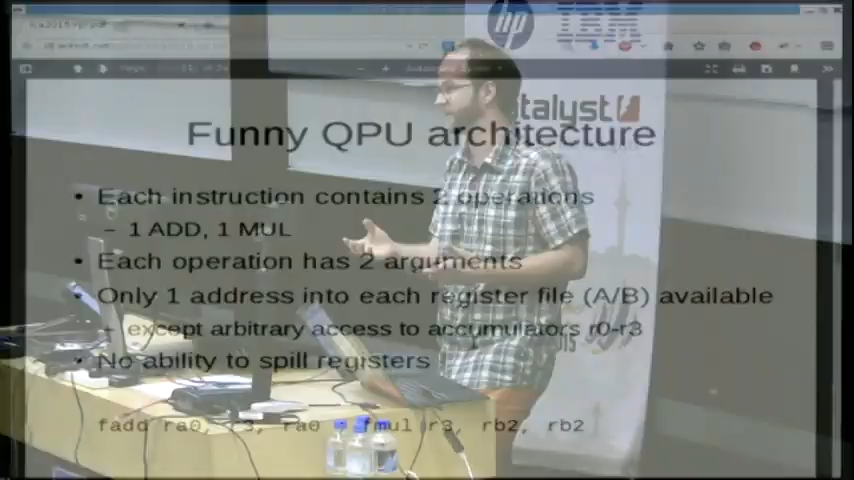 hp
IBM
talyst
Funny QPU architecture
• Each instruction contains 2 operations
– 1 ADD, 1 MUL
• Each operation has 2 arguments
• Only 1 address into each register file (A/B) available
– except arbitrary access to accumulators r0-r3
• No ability to spill registers
fadd ra0, r3, ra0 fmul r3, rb2, rb2